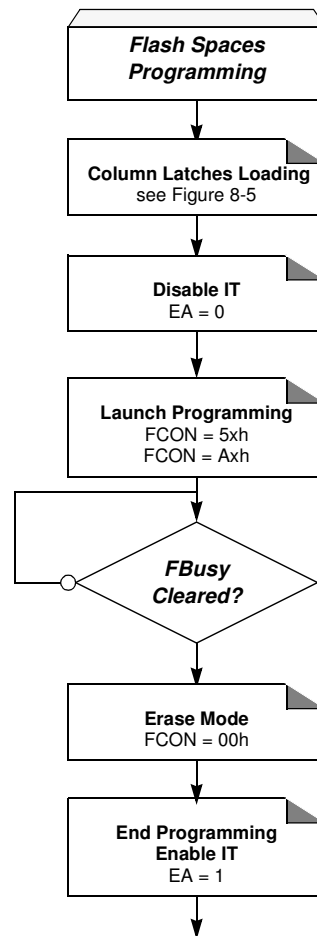 Flash Spaces
Programming
Column Latches Loading
see Figure 8-5
Disable IT
EA = 0
Launch Programming
FCON = 5xh
FCON = Axh
FBusy
Cleared?
Erase Mode
FCON = 00h
End Programming
Enable IT
EA = 1